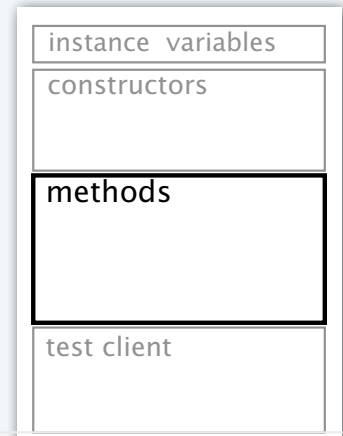 instance variables
constructors
methods
test client